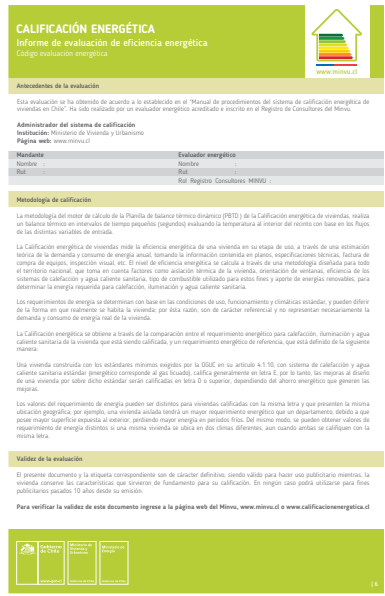 CALIFICACIÓN ENERGÉTICA
Informe de evaluación de eficiencia energética
Código evaluación energética
www.minvu.cl
Antecedentes de la evaluación
Esta evaluación se ha obtenido de acuerdo a lo establecido en el "Manual de procedimientos del sistema de calificación energética de
viviendas en Chile". Ha sido realizado por un evaluador energético acreditado e inscrito en el Registro de Consultores del Minvu.
Administrador del sistema de calificación
Institución: Ministerio de Vivienda y Urbanismo
Página web: www.minvu.cl
Mandante Evaluador energético
Nombre : Nombre :
Rut : Rut :
Rol Registro Consultores MINVU :
Metodología de calificación
La metodología del motor de cálculo de la Planilla de balance térmico dinámico (PBTD ) de la Calificación energética de viviendas, realiza
un balance térmico en intervalos de tiempo pequeños (segundos) evaluando la temperatura al interior del recinto con base en los flujos
de las distintas variables de entrada.
La Calificación energética de viviendas mide la eficiencia energética de una vivienda en su etapa de uso, a través de una estimación
teórica de la demanda y consumo de energía anual, tomando la información contenida en planos, especificaciones técnicas, factura de
compra de equipos, inspección visual, etc. El nivel de eficiencia energética se calcula a través de una metodología diseñada para todo
el territorio nacional, que toma en cuenta factores como aislación térmica de la vivienda, orientación de ventanas, eficiencia de los
sistemas de calefacción y agua caliente sanitaria, tipo de combustible utilizado para estos fines y aporte de energías renovables, para
determinar la energía requerida para calefacción, iluminación y agua caliente sanitaria.
Los requerimientos de energía se determinan con base en las condiciones de uso, funcionamiento y climáticas estándar, y pueden diferir
de la forma en que realmente se habita la vivienda; por ésta razón, son de carácter referencial y no representan necesariamente la
demanda y consumo de energía real de la vivienda.
La Calificación energética se obtiene a través de la comparación entre el requerimiento energético para calefacción, iluminación y agua
caliente sanitaria de la vivienda que está siendo calificada, y un requerimiento energético de referencia, que está definido de la siguiente
manera:
Una vivienda construida con los estándares mínimos exigidos por la OGUC en su artículo 4.1.10, con sistema de calefacción y agua
caliente sanitaria estándar (energético corresponde al gas licuado), califica generalmente en letra E, por lo tanto, las mejoras al diseño
de una vivienda por sobre dicho estándar serán calificadas en letra D o superior, dependiendo del ahorro energético que generen las
mejoras.
Los valores del requerimiento de energía pueden ser distintos para viviendas calificadas con la misma letra y que presenten la misma
ubicación geográfica; por ejemplo, una vivienda aislada tendrá un mayor requerimiento energético que un departamento, debido a que
posee mayor superficie expuesta al exterior, perdiendo mayor energía en períodos fríos. Del mismo modo, se pueden obtener valores de
requerimiento de energía distintos si una misma vivienda se ubica en dos climas diferentes, aun cuando ambas se califiquen con la
misma letra.
Validez de la evaluación
El presente documento y la etiqueta correspondiente son de carácter definitivo, siendo válido para hacer uso publicitario mientras, la
vivienda conserve las características que sirvieron de fundamento para su calificación. En ningún caso podrá utilizarse para fines
publicitarios pasados 10 años desde su emisión.
Para verificar la validez de este documento ingrese a la página web del Minvu, www.minvu.cl o www.calificacionenergetica.cl
Gobierno
de Chile
Ministerio de
Vivienda y
Urbanismo
Ministerio de
Energía
| 6